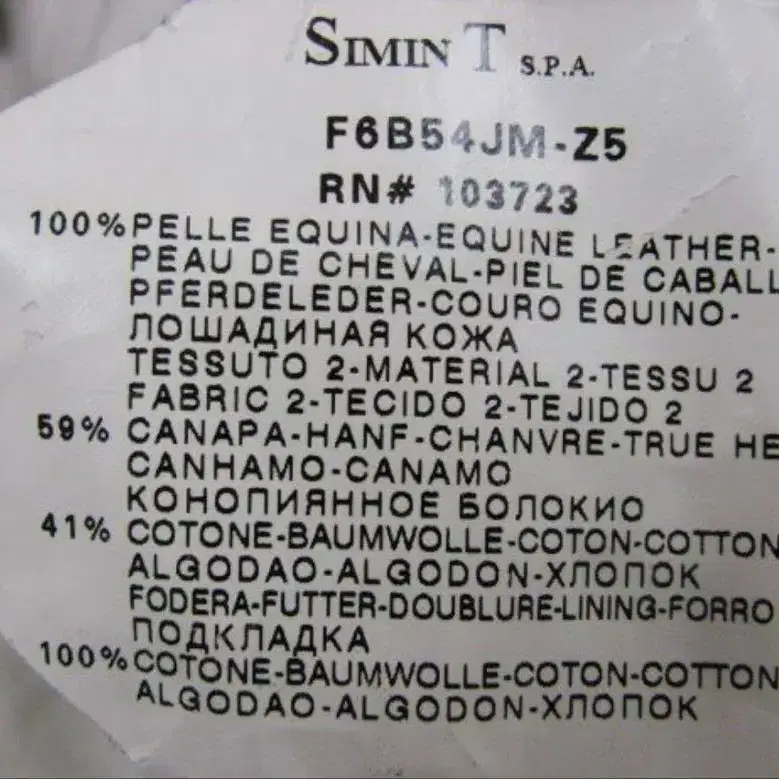 SIMIN T S.P.A.
F6B54JM-Z5
RN# 103723
100% PELLE EQUINA-EQUINE LEATHER-
PEAU DE CHEVAL-PIEL DE CABALL
PFERDELEDER-COURO EQUINO-
ЛОШАДИНАЯ КОЖА
TESSUTO 2-MATERIAL 2-TESSU 2
FABRIC 2-TECIDO 2-TEJIDO 2
59% CANAPA-HANF-CHANVRE-TRUE HE
CANHAMO-CANAMO
КОНОПИЯННОЕ БОЛОКИО
41% COTONE-BAUMWOLLE-COTON-COTTON
ALGODAO-ALGODON-ХЛОПОК
FODERA-FUTTER-DOUBLURE-LINING-FORRO
ПОДКЛАДКА
100% COTONE-BAUMWOLLE-COTON-COTTON
ALGODAO-ALGODON-ХЛОПОК